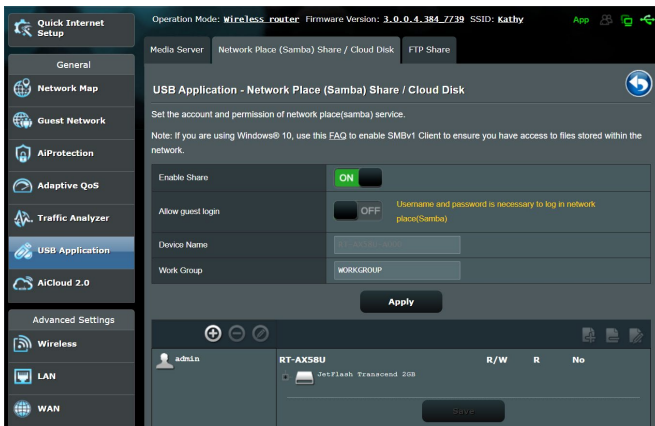 Quick Internet
Setup
Operation Mode: Wireless router Firmware Version: 3.0.0.4.384_7739 SSID: Kathy
App
Media Server
Network Place (Samba) Share / Cloud Disk
FTP Share
General
Network Map
Guest Network
AiProtection
Adaptive QoS
Traffic Analyzer
USB Application
AiCloud 2.0
Advanced Settings
Wireless
LAN
WAN
USB Application - Network Place (Samba) Share / Cloud Disk
Set the account and permission of network place(samba) service.
Note: If you are using Windows® 10, use this FAQ to enable SMBv1 Client to ensure you have access to files stored within the
network.
Enable Share
ON
Allow guest login
OFF
Username and password is necessary to log in network
place(Samba)
Device Name
Work Group
WORKGROUP
Apply
admin
RT-AX58U
R/W R No
JetFlash Transcend 2GB
Save